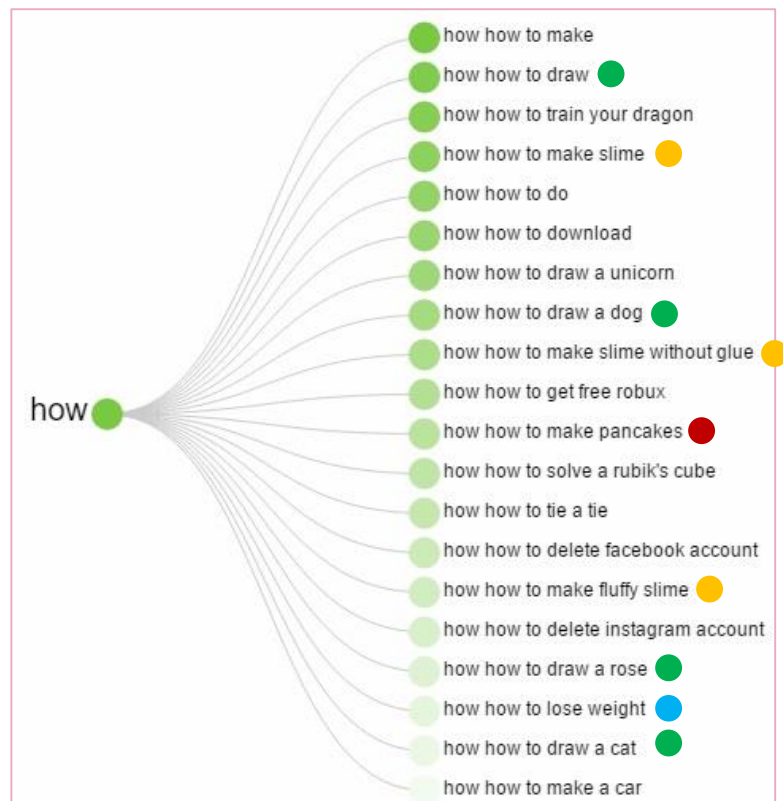 how how to make
how how to draw
how how to train your dragon
how how to make slime
how how to do
how how to download
how how to draw a unicorn
how how to draw a dog
how how to make slime without glue
how how to get free robux
how
how how to make pancakes
how how to solve a rubik's cube
how how to tie a tie
how how to delete facebook account
how how to make fluffy slime
how how to delete instagram account
how how to draw a rose
how how to lose weight
how how to draw a cat
how how to make a car